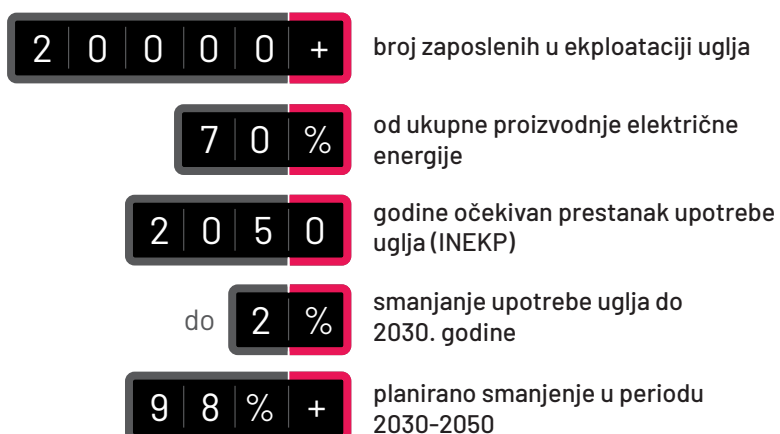 20000+ broj zaposlenih u ekploataciji uglja
70% od ukupne proizvodnje električne
energije
2050 godine očekivan prestanak upotrebe
uglja (INEKP)
do 2% smanjanje upotrebe uglja do
2030. godine
98%+ planirano smanjenje u periodu
2030-2050